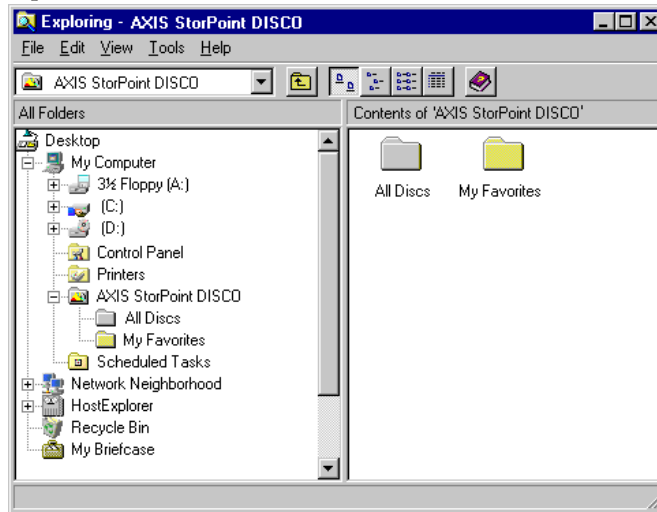 Exploring - AXIS StorPoint DISCO
File Edit View Tools Help
AXIS StorPoint DISCO
All Folders
Contents of 'AXIS StorPoint DISCO'
Desktop
My Computer
3½ Floppy (A:)
(C:)
(D:)
Control Panel
Printers
AXIS StorPoint DISCO
All Discs
My Favorites
Scheduled Tasks
Network Neighborhood
HostExplorer
Recycle Bin
My Briefcase
All Discs
My Favorites